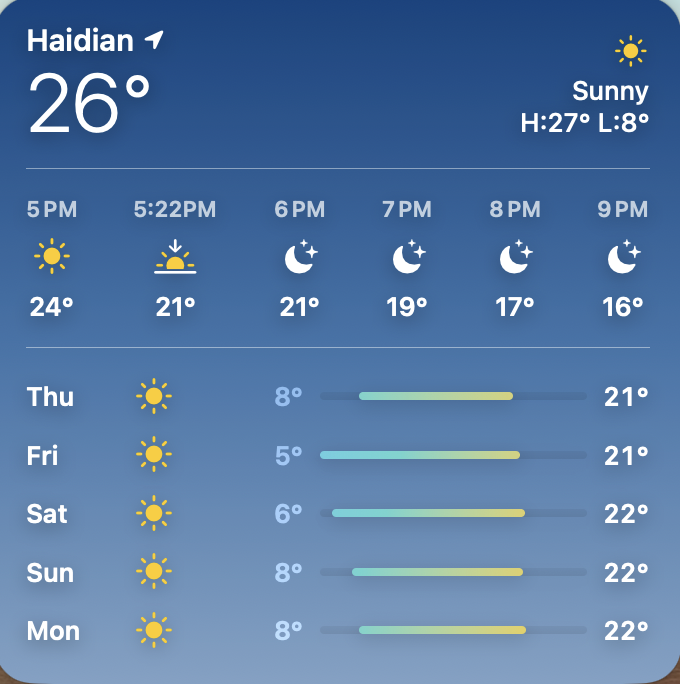 Haidian
26°
Sunny
H:27° L:8°
5 PM 5:22PM 6 PM 7 PM 8 PM 9 PM
24° 21° 21° 19° 17° 16°
Thu 8° 21°
Fri 5° 21°
Sat 6° 22°
Sun 8° 22°
Mon 8° 22°